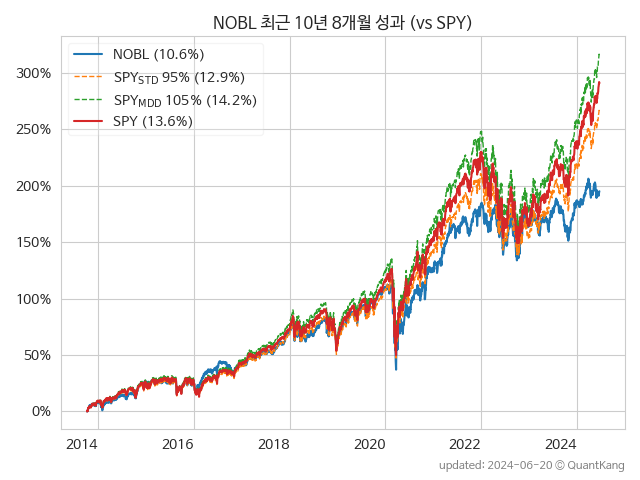 NOBL 최근 10년 8개월 성과 (vs SPY)
NOBL (10.6%)
SPY_STD 95% (12.9%)
SPY_MDD 105% (14.2%)
SPY (13.6%)
300%
250%
200%
150%
100%
50%
0%
2014 2016 2018 2020 2022 2024
updated: 2024-06-20 © QuantKang